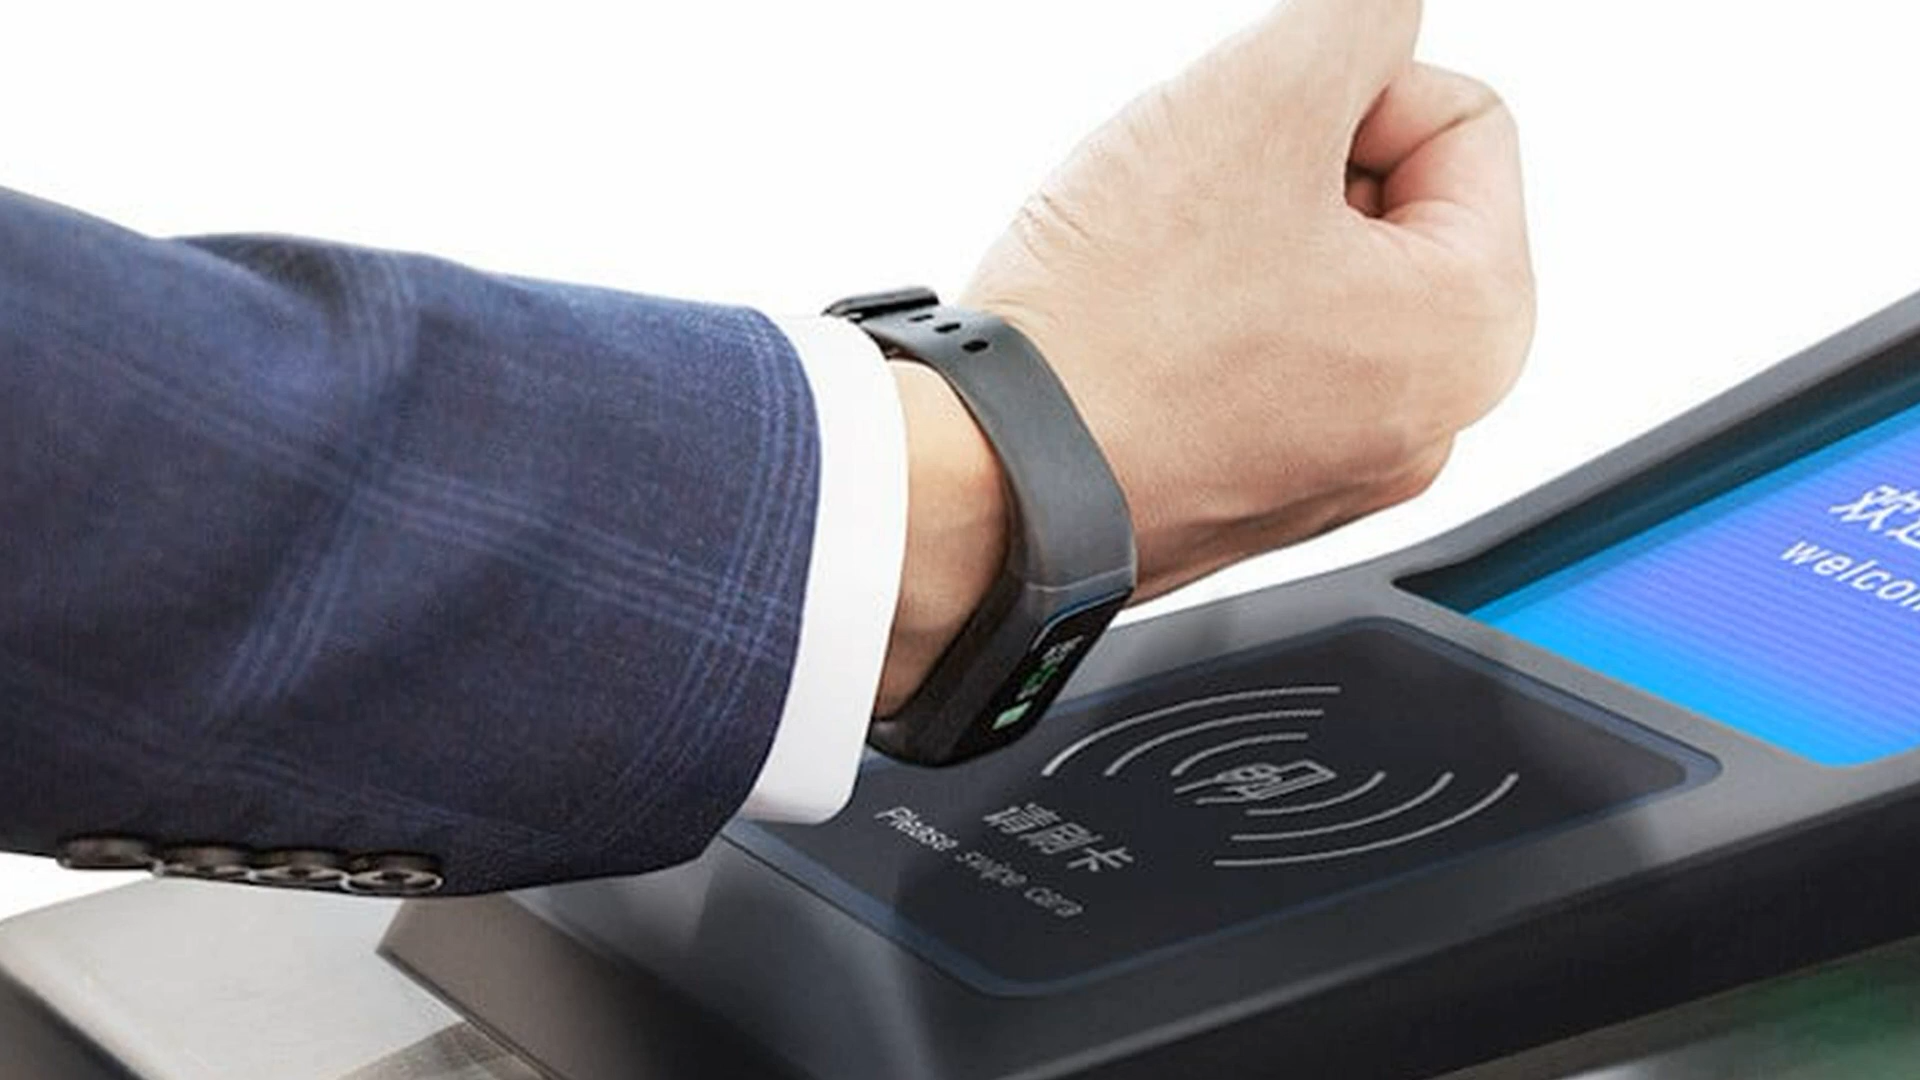 欢迎
welcom
请刷卡
Please swipe card